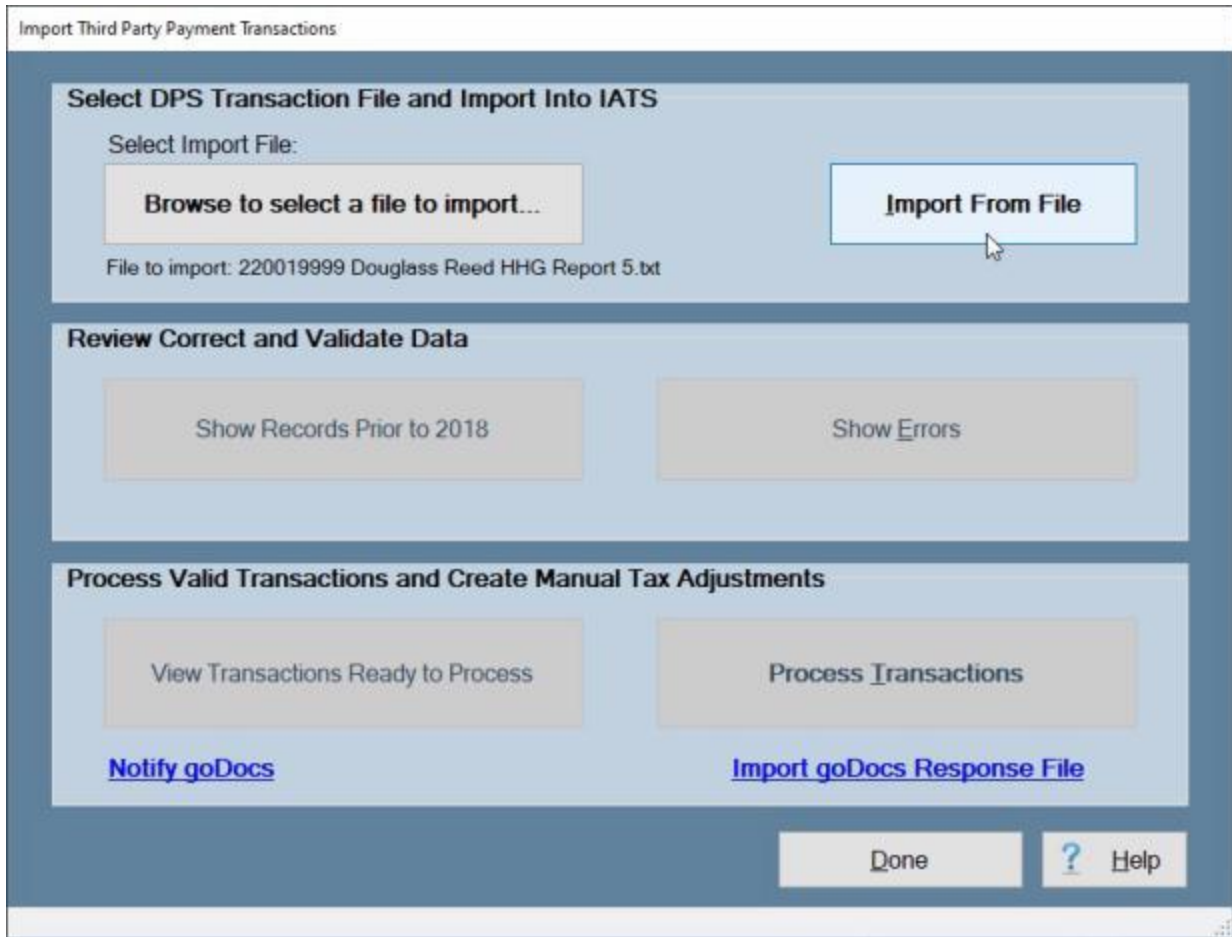 Import Third Party Payment Transactions
Select DPS Transaction File and Import Into IATS
Select Import File:
Browse to select a file to import...
Import From File
File to import: 220019999 Douglass Reed HHG Report 5.txt
Review Correct and Validate Data
Show Records Prior to 2018
Show Errors
Process Valid Transactions and Create Manual Tax Adjustments
View Transactions Ready to Process
Process Transactions
Notify goDocs
Import goDocs Response File
Done
? Help